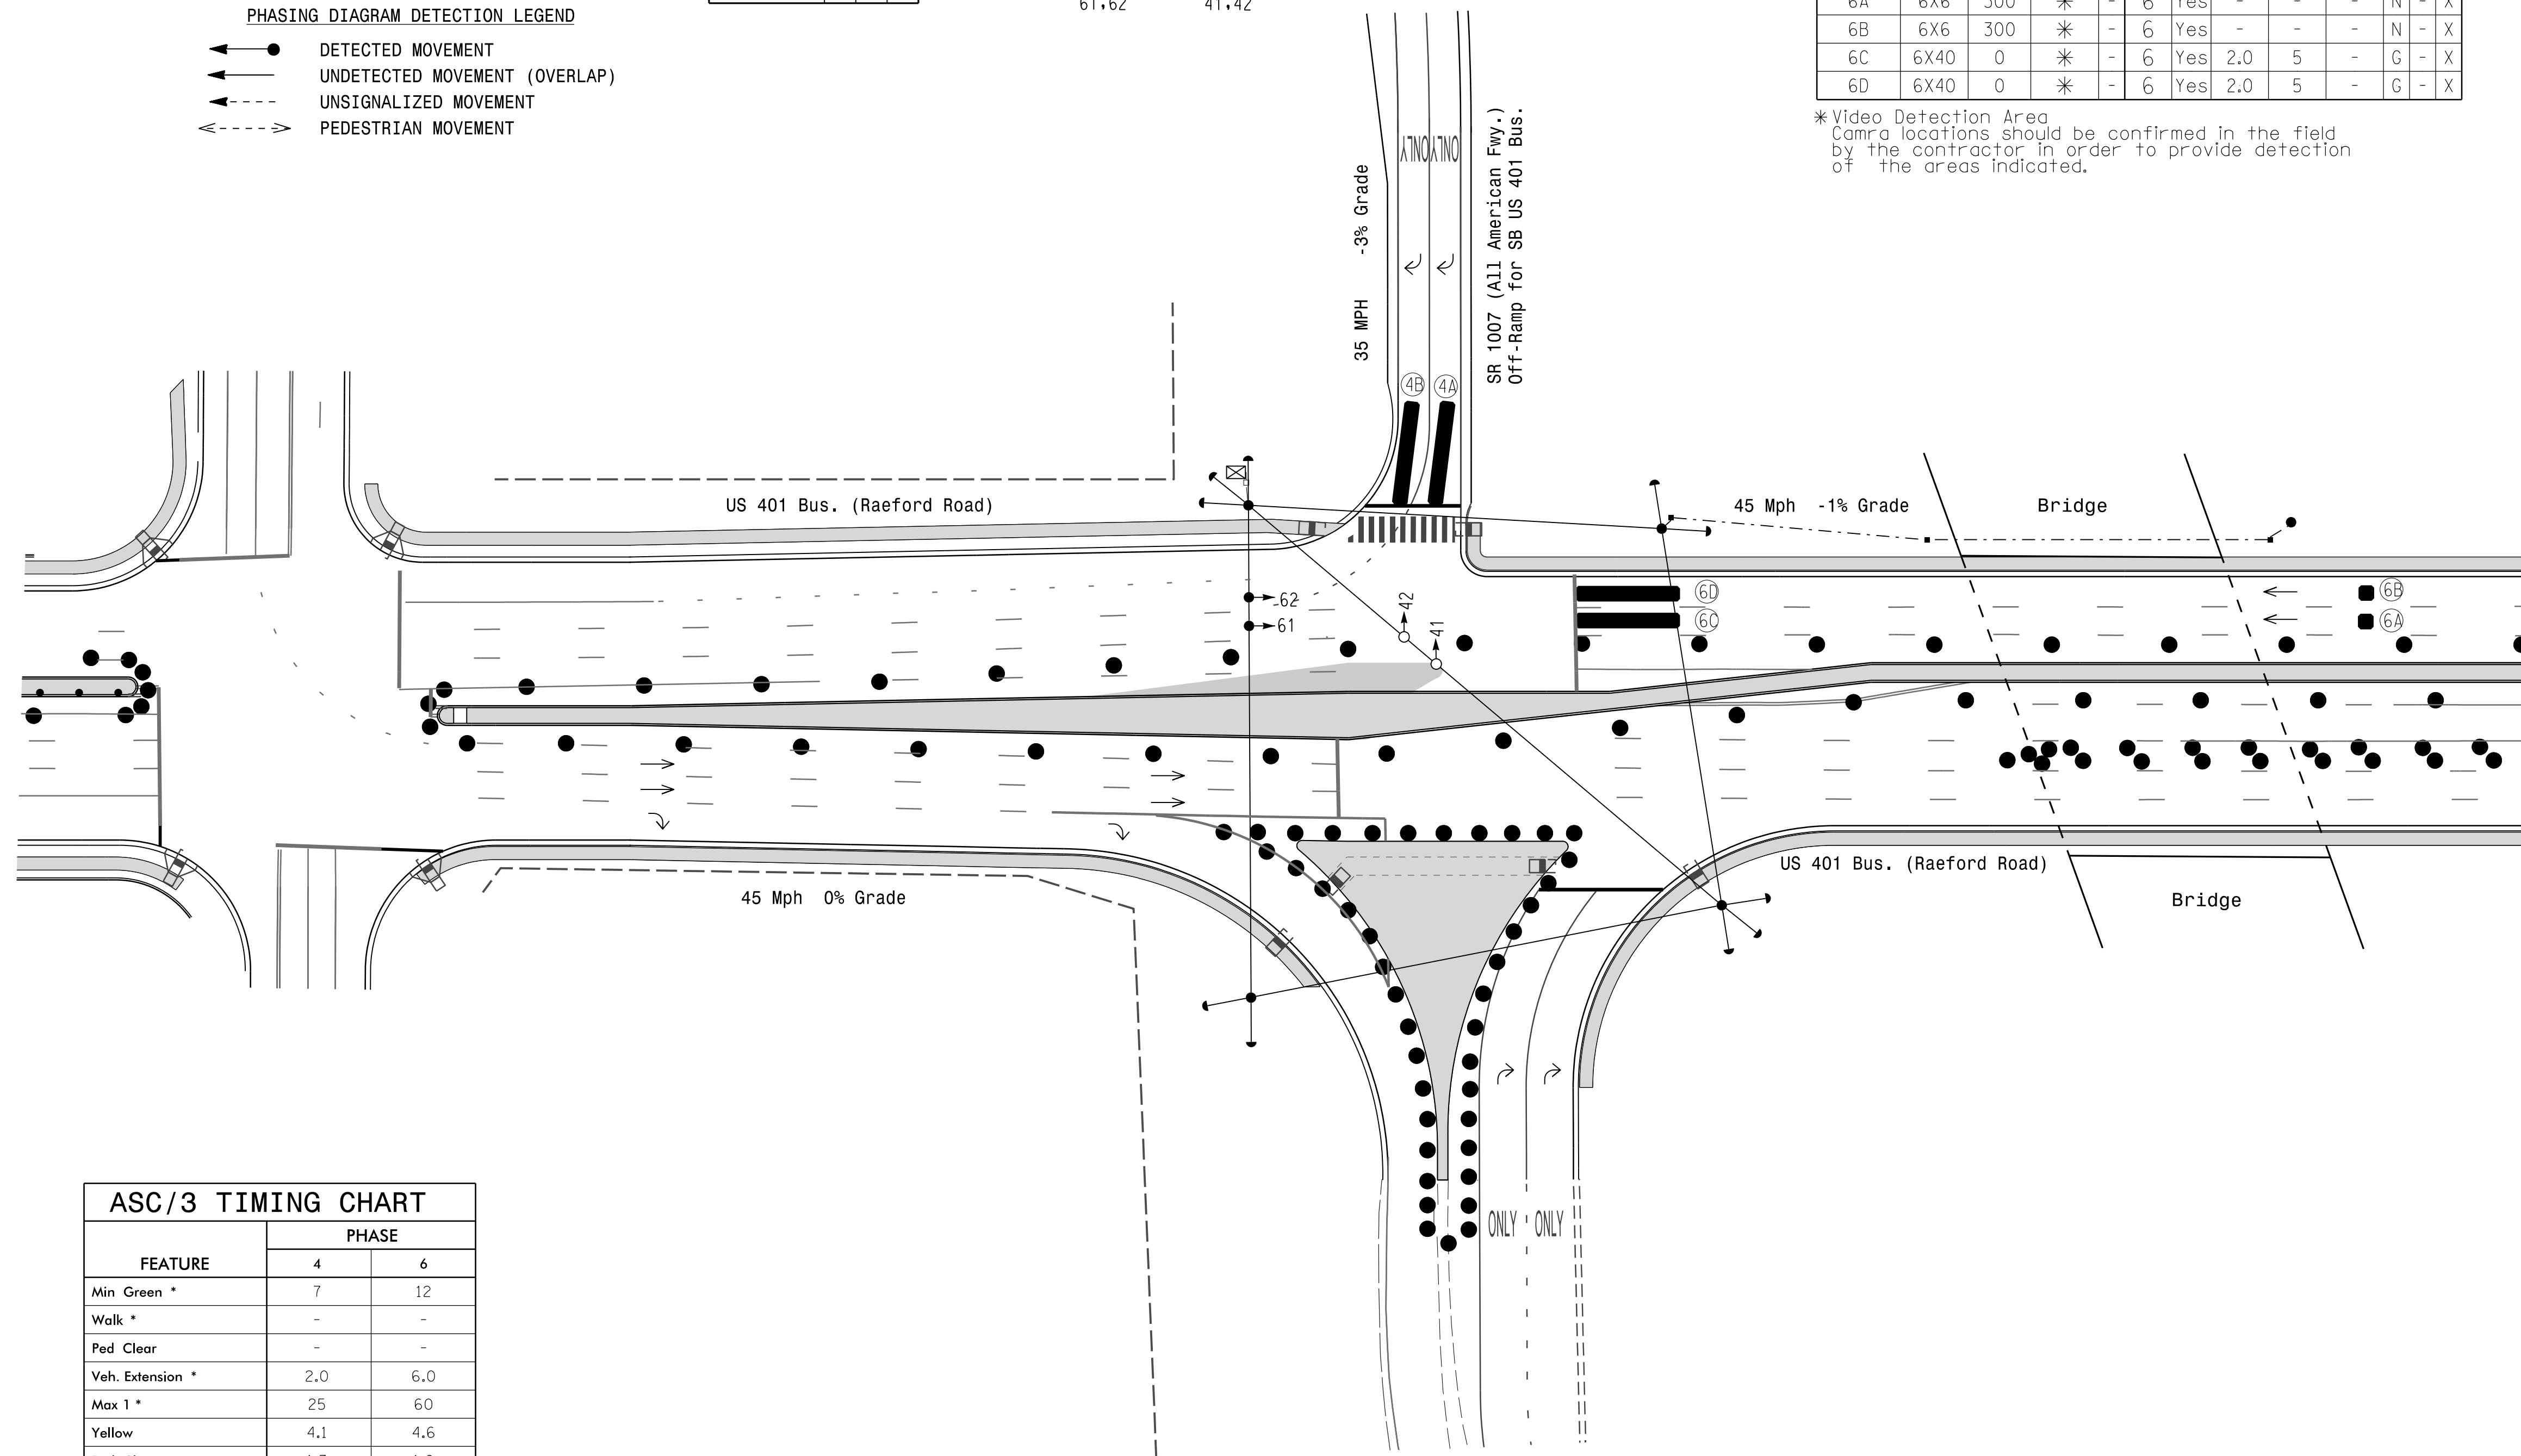 61,62 41,42
PHASING DIAGRAM DETECTION LEGEND
DETECTED MOVEMENT
UNDETECTED MOVEMENT (OVERLAP)
UNSIGNALIZED MOVEMENT
PEDESTRIAN MOVEMENT
6A 6X6 300 * - 6 Yes - - - N - X
6B 6X6 300 * - 6 Yes - - - N - X
6C 6X40 0 * - 6 Yes 2.0 5 - G - X
6D 6X40 0 * - 6 Yes 2.0 5 - G - X
* Video Detection Area
Camra locations should be confirmed in the field
by the contractor in order to provide detection
of the areas indicated.
ONLY ONLY
35 MPH -3% Grade
SR 1007 (All American Fwy.)
Off-Ramp for SB US 401 Bus.
4B 4A
US 401 Bus. (Raeford Road)
45 Mph -1% Grade
Bridge
62
61
42
41
6D
6C
6B
6A
45 Mph 0% Grade
US 401 Bus. (Raeford Road)
Bridge
ONLY ONLY
ASC/3 TIMING CHART
PHASE
FEATURE 4 6
Min Green * 7 12
Walk * - -
Ped Clear - -
Veh. Extension * 2.0 6.0
Max 1 * 25 60
Yellow 4.1 4.6